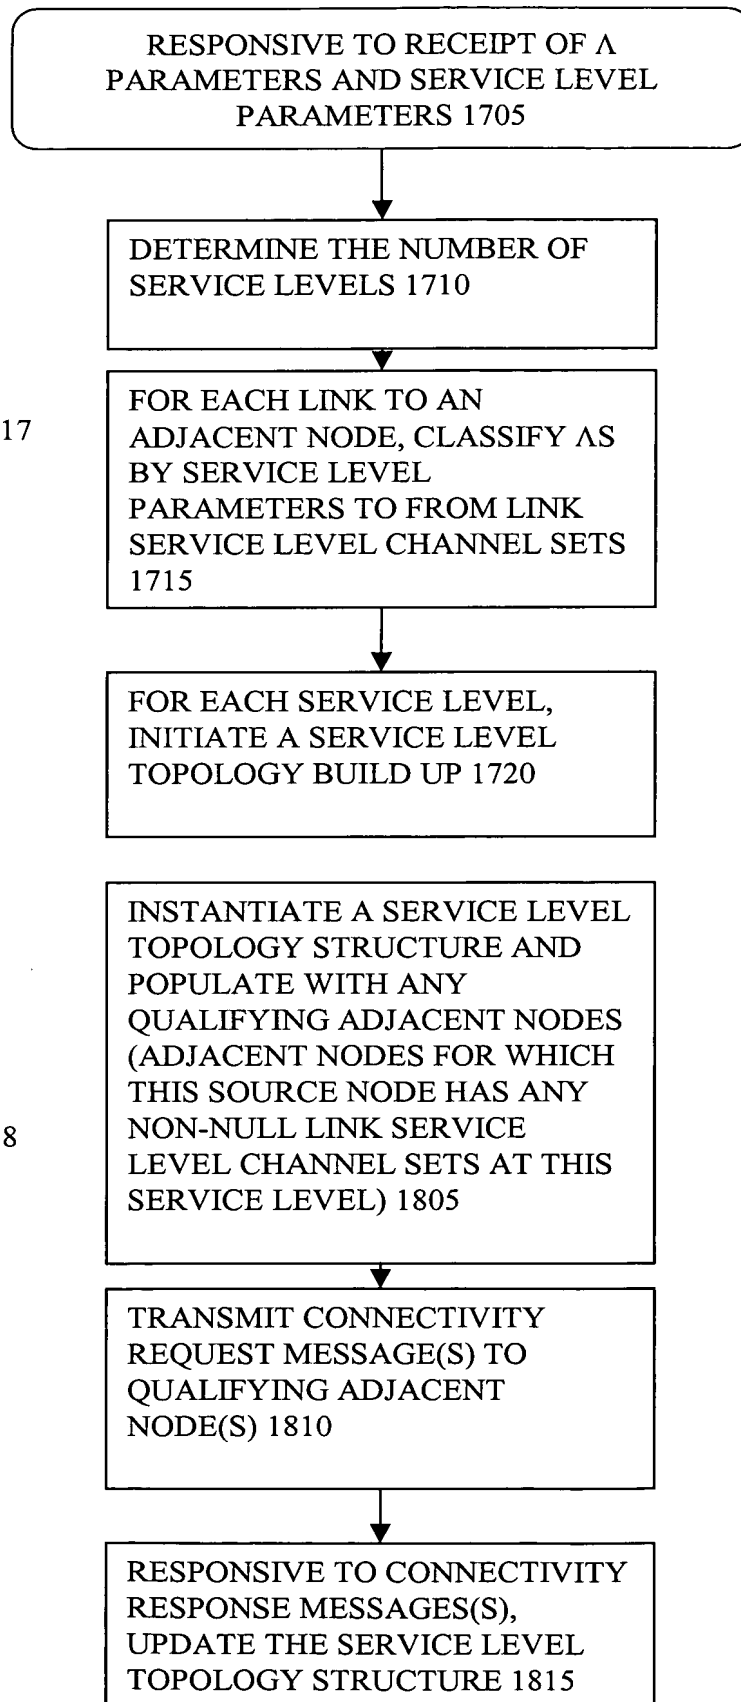 RESPONSIVE TO RECEIPT OF Λ
PARAMETERS AND SERVICE LEVEL
PARAMETERS 1705
DETERMINE THE NUMBER OF
SERVICE LEVELS 1710
17
FOR EACH LINK TO AN
ADJACENT NODE, CLASSIFY ΛS
BY SERVICE LEVEL
PARAMETERS TO FROM LINK
SERVICE LEVEL CHANNEL SETS
1715
FOR EACH SERVICE LEVEL,
INITIATE A SERVICE LEVEL
TOPOLOGY BUILD UP 1720
INSTANTIATE A SERVICE LEVEL
TOPOLOGY STRUCTURE AND
POPULATE WITH ANY
QUALIFYING ADJACENT NODES
(ADJACENT NODES FOR WHICH
THIS SOURCE NODE HAS ANY
NON-NULL LINK SERVICE
LEVEL CHANNEL SETS AT THIS
SERVICE LEVEL) 1805
8
TRANSMIT CONNECTIVITY
REQUEST MESSAGE(S) TO
QUALIFYING ADJACENT
NODE(S) 1810
RESPONSIVE TO CONNECTIVITY
RESPONSE MESSAGES(S),
UPDATE THE SERVICE LEVEL
TOPOLOGY STRUCTURE 1815